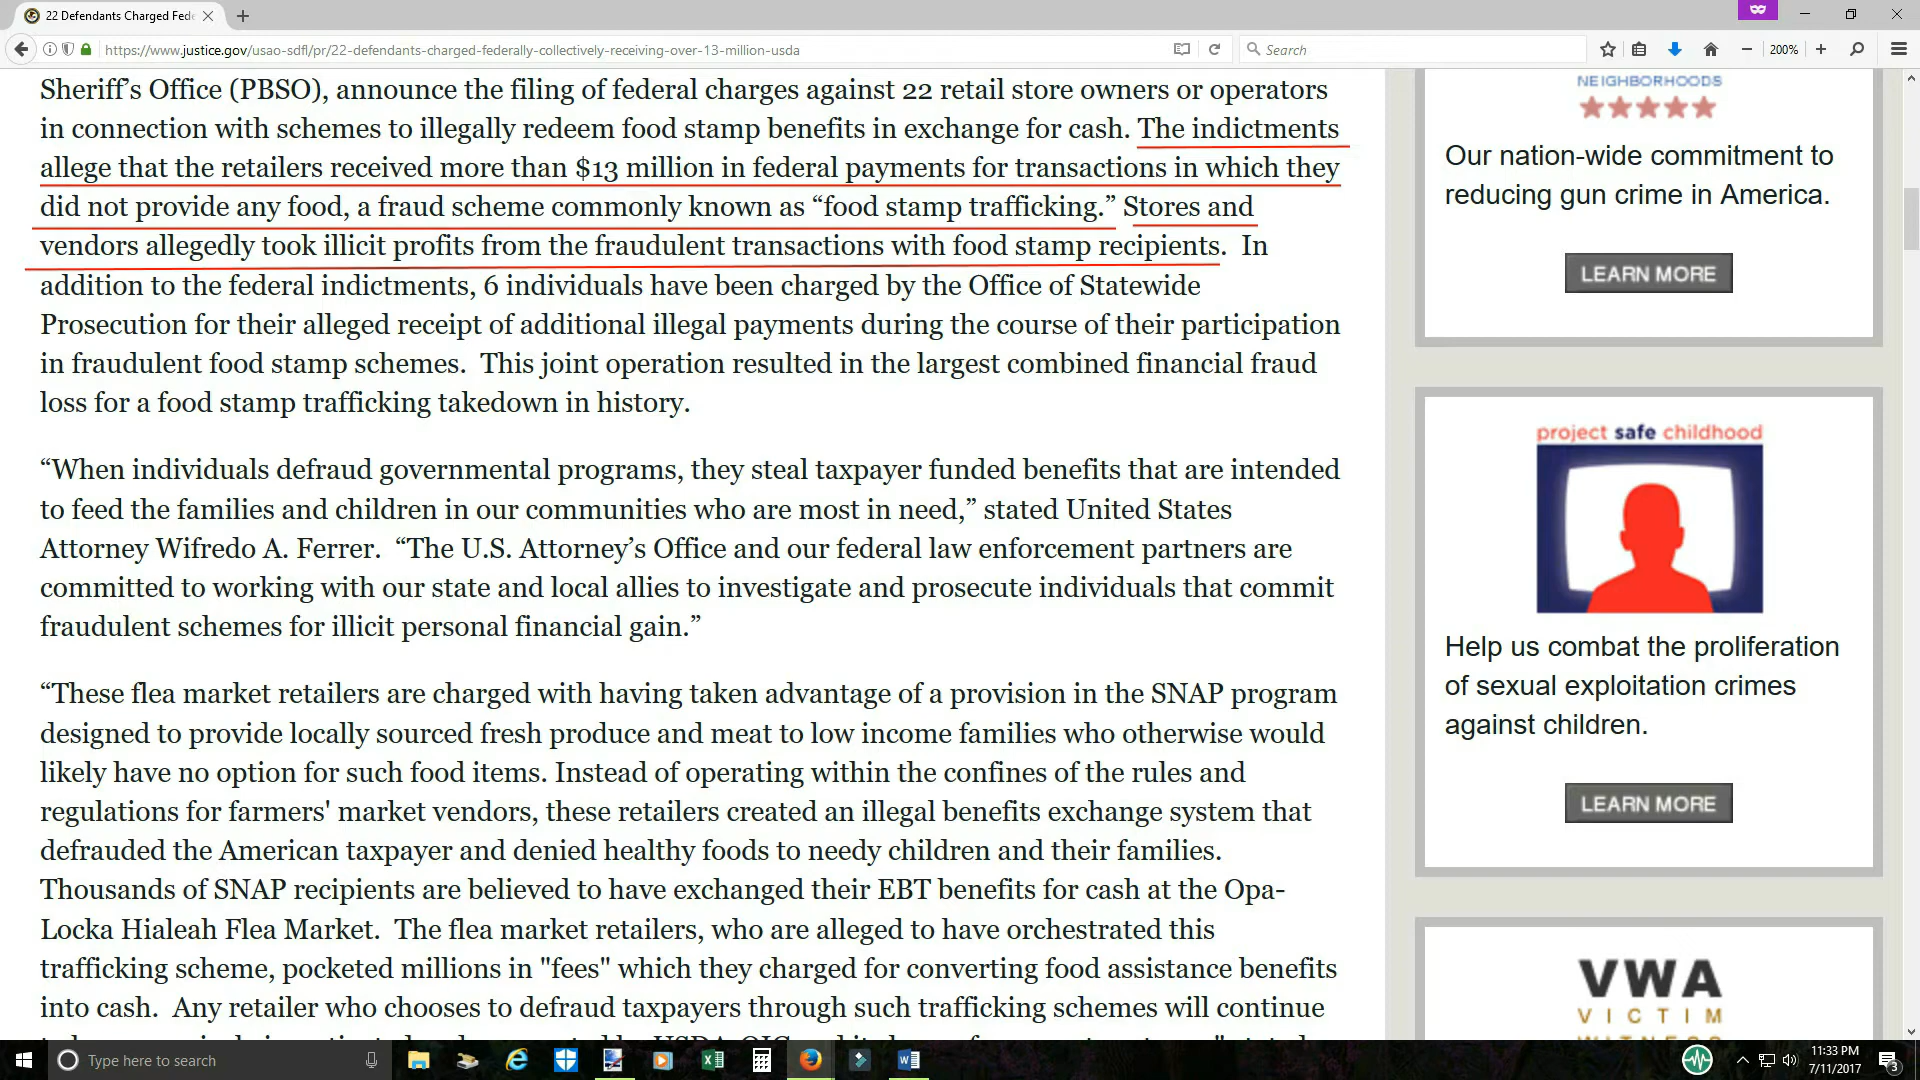 22 Defendants Charged Fede
https://www.justice.gov/usao-sdfl/pr/22-defendants-charged-federally-collectively-receiving-over-13-million-usda
Search
200%
Sheriff’s Office (PBSO), announce the filing of federal charges against 22 retail store owners or operators
in connection with schemes to illegally redeem food stamp benefits in exchange for cash. The indictments
allege that the retailers received more than $13 million in federal payments for transactions in which they
did not provide any food, a fraud scheme commonly known as “food stamp trafficking.” Stores and
vendors allegedly took illicit profits from the fraudulent transactions with food stamp recipients. In
addition to the federal indictments, 6 individuals have been charged by the Office of Statewide
Prosecution for their alleged receipt of additional illegal payments during the course of their participation
in fraudulent food stamp schemes. This joint operation resulted in the largest combined financial fraud
loss for a food stamp trafficking takedown in history.
“When individuals defraud governmental programs, they steal taxpayer funded benefits that are intended
to feed the families and children in our communities who are most in need,” stated United States
Attorney Wifredo A. Ferrer. “The U.S. Attorney’s Office and our federal law enforcement partners are
committed to working with our state and local allies to investigate and prosecute individuals that commit
fraudulent schemes for illicit personal financial gain.”
“These flea market retailers are charged with having taken advantage of a provision in the SNAP program
designed to provide locally sourced fresh produce and meat to low income families who otherwise would
likely have no option for such food items. Instead of operating within the confines of the rules and
regulations for farmers' market vendors, these retailers created an illegal benefits exchange system that
defrauded the American taxpayer and denied healthy foods to needy children and their families.
Thousands of SNAP recipients are believed to have exchanged their EBT benefits for cash at the Opa-
Locka Hialeah Flea Market. The flea market retailers, who are alleged to have orchestrated this
trafficking scheme, pocketed millions in "fees" which they charged for converting food assistance benefits
into cash. Any retailer who chooses to defraud taxpayers through such trafficking schemes will continue
NEIGHBORHOODS
Our nation-wide commitment to
reducing gun crime in America.
LEARN MORE
project safe childhood
Help us combat the proliferation
of sexual exploitation crimes
against children.
LEARN MORE
VWA
VICTIM
WITNESS
Type here to search
11:33 PM
7/11/2017
3